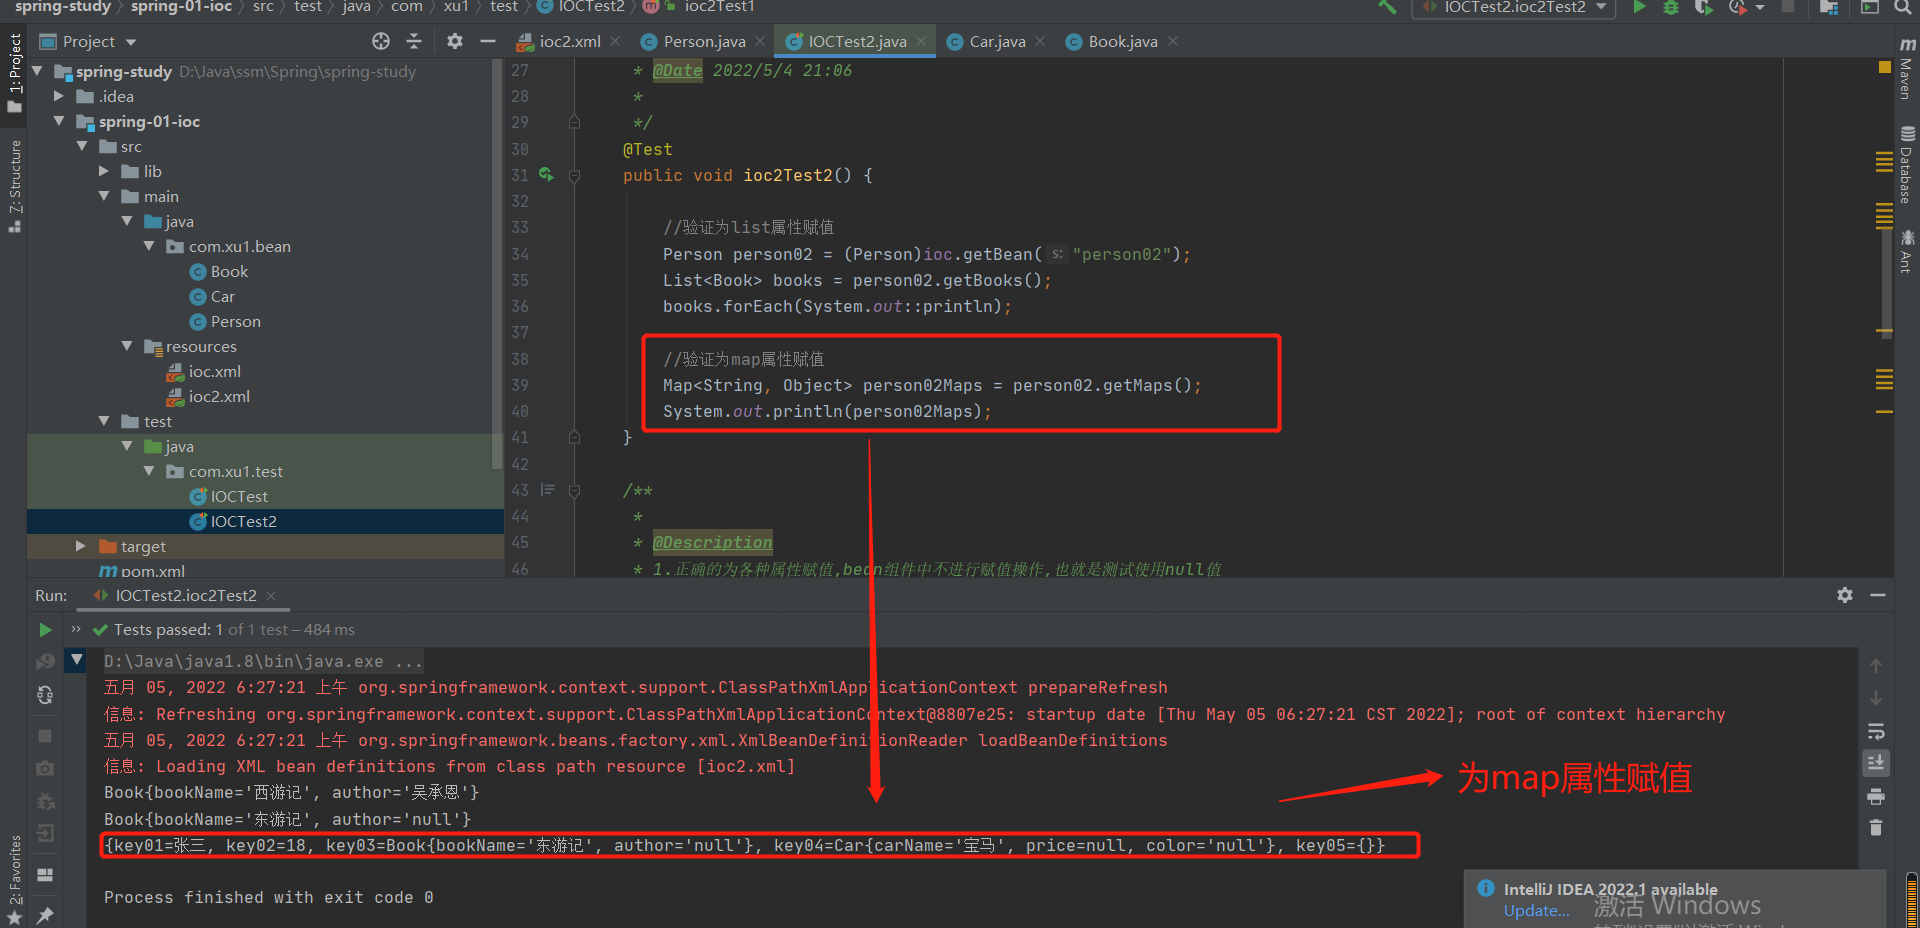 spring-study
spring-01-ioc
src
test
java
com
xu1
test
IOCTest2
ioc2Test1
IOCTest2.ioc2Test2
Project
ioc2.xml
Person.java
IOCTest2.java
Car.java
Book.java
1: Project
7: Structure
2: Favorites
Maven
Database
Ant
spring-study D:\Java\ssm\Spring\spring-study
.idea
spring-01-ioc
src
lib
main
java
com.xu1.bean
Book
Car
Person
resources
ioc.xml
ioc2.xml
test
java
com.xu1.test
IOCTest
IOCTest2
target
pom.xml
27 * @Date 2022/5/4 21:06
28 *
29 */
30 @Test
31 public void ioc2Test2() {
32
33 //验证为list属性赋值
34 Person person02 = (Person)ioc.getBean( s: "person02");
35 List<Book> books = person02.getBooks();
36 books.forEach(System.out::println);
37
38 //验证为map属性赋值
39 Map<String, Object> person02Maps = person02.getMaps();
40 System.out.println(person02Maps);
41 }
42
43 /**
44 *
45 * @Description
46 * 1.正确的为各种属性赋值,bean组件中不进行赋值操作,也就是测试使用null值
Run:
IOCTest2.ioc2Test2
Tests passed: 1 of 1 test – 484 ms
D:\Java\java1.8\bin\java.exe ...
五月 05, 2022 6:27:21 上午 org.springframework.context.support.ClassPathXmlApplicationContext prepareRefresh
信息: Refreshing org.springframework.context.support.ClassPathXmlApplicationContext@8807e25: startup date [Thu May 05 06:27:21 CST 2022]; root of context hierarchy
五月 05, 2022 6:27:21 上午 org.springframework.beans.factory.xml.XmlBeanDefinitionReader loadBeanDefinitions
信息: Loading XML bean definitions from class path resource [ioc2.xml]
Book{bookName='西游记', author='吴承恩'}
Book{bookName='东游记', author='null'}
{key01=张三, key02=18, key03=Book{bookName='东游记', author='null'}, key04=Car{carName='宝马', price=null, color='null'}, key05={}}
为map属性赋值
Process finished with exit code 0
IntelliJ IDEA 2022.1 available
Update...
激活 Windows